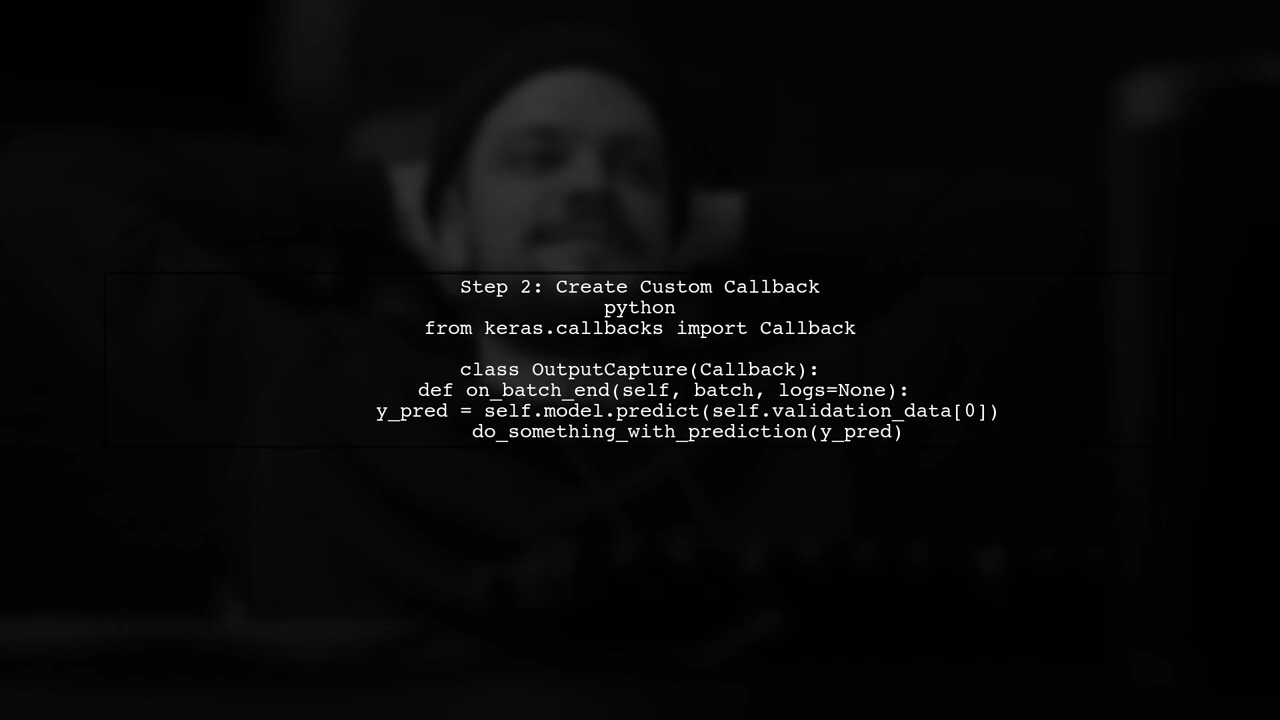 Step 2: Create Custom Callback
python
from keras.callbacks import Callback
class OutputCapture(Callback):
def on_batch_end(self, batch, logs=None):
y_pred = self.model.predict(self.validation_data[0])
do_something_with_prediction(y_pred)